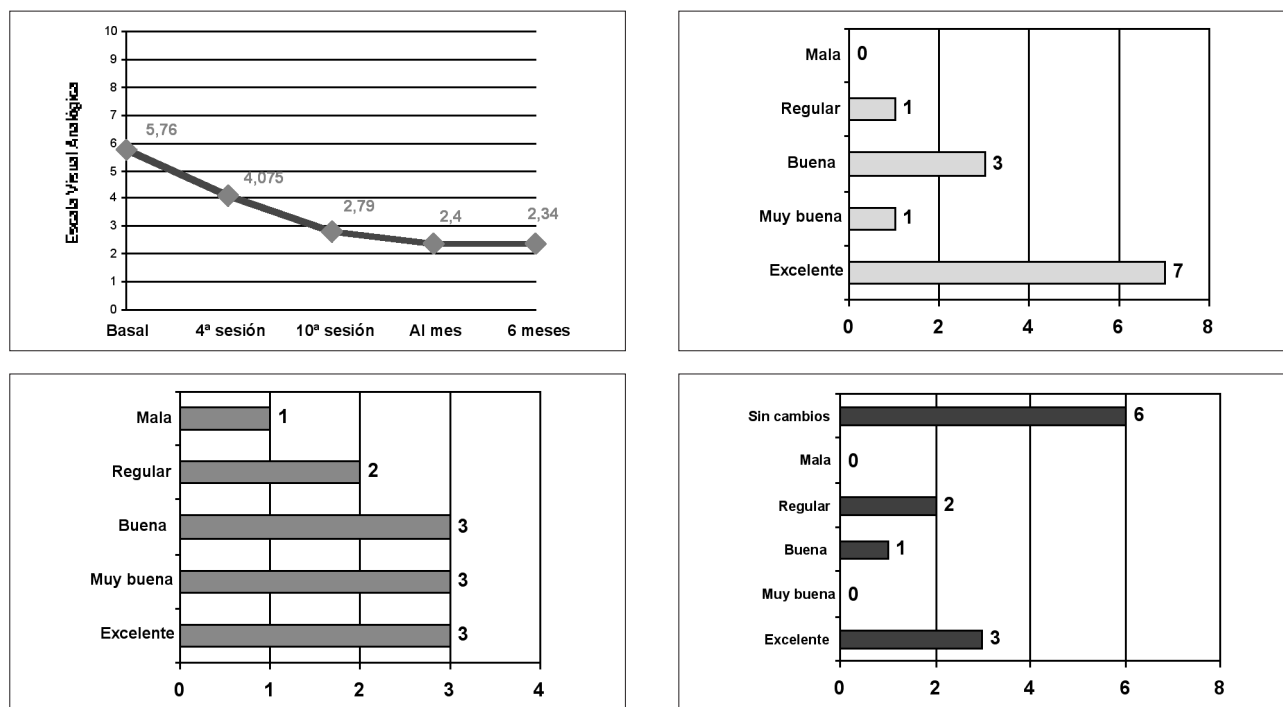 Escala Visual Analógica
10
9
8
7
6
5
4
3
2
1
0
5,76
4,075
2,79
2,4
2,34
Basal 4ª sesión 10ª sesión Al mes 6 meses
Mala 0
Regular 1
Buena 3
Muy buena 1
Excelente 7
0 2 4 6 8
Mala 1
Regular 2
Buena 3
Muy buena 3
Excelente 3
0 1 2 3 4
Sin cambios 6
Mala 0
Regular 2
Buena 1
Muy buena 0
Excelente 3
0 2 4 6 8